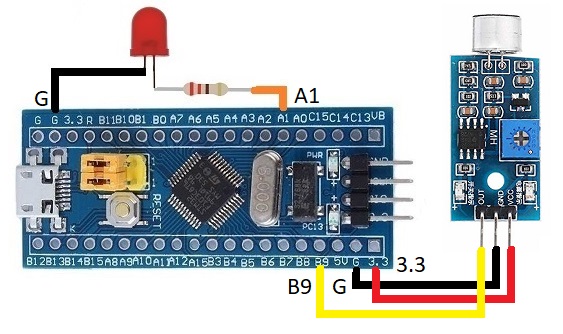 G
A1
G G 3.3 R B11 B10 B1 B0 A7 A6 A5 A4 A3 A2 A1 A0 C15 C14 C13 VB
PWR
RESET
PC13
B12 B13 B14 B15 A8 A9 A10 A11 A12 A15 B3 B4 B5 B6 B7 B8 B9 5V G 3.3
B9
G
3.3
MH
OUT
GND
VCC